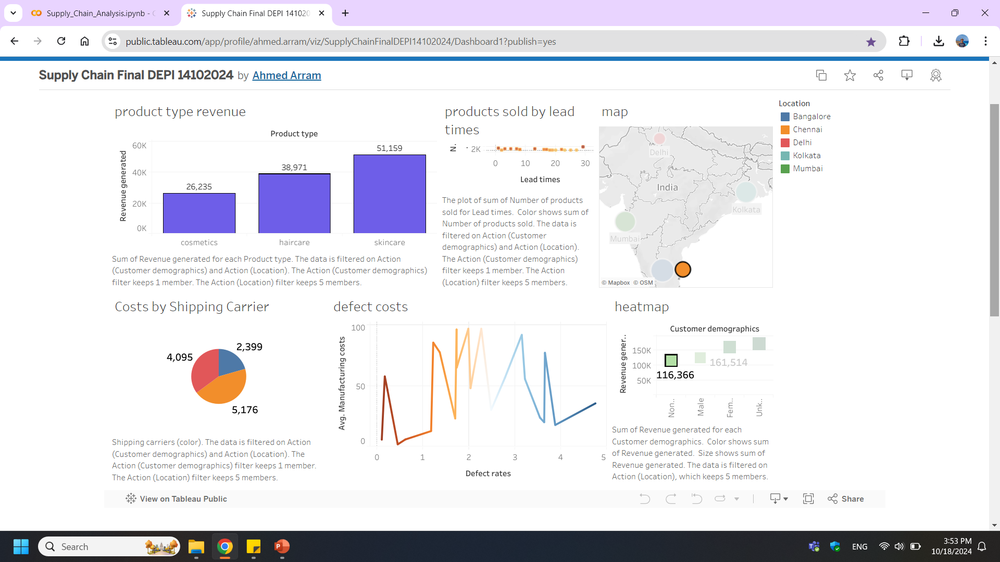 Supply_Chain_Analysis.ipynb -
Supply Chain Final DEPI 14102
public.tableau.com/app/profile/ahmed.arram/viz/SupplyChainFinalDEPI14102024/Dashboard1?publish=yes
Supply Chain Final DEPI 14102024 by Ahmed Arram
product type revenue
Product type
Revenue generated
60K
40K
20K
0K
26,235
38,971
51,159
cosmetics
haircare
skincare
Sum of Revenue generated for each Product type. The data is filtered on Action
(Customer demographics) and Action (Location). The Action (Customer demographics)
filter keeps 1 member. The Action (Location) filter keeps 5 members.
products sold by lead
times
N.
2K
0
10
20
30
Lead times
The plot of sum of Number of products
sold for Lead times. Color shows sum of
Number of products sold. The data is
filtered on Action (Customer
demographics) and Action (Location).
The Action (Customer demographics)
filter keeps 1 member. The Action
(Location) filter keeps 5 members.
map
Delhi
India
Kolkata
Mumbai
© Mapbox © OSM
Location
Bangalore
Chennai
Delhi
Kolkata
Mumbai
Costs by Shipping Carrier
2,399
4,095
5,176
Shipping carriers (color). The data is filtered on Action
(Customer demographics) and Action (Location). The
Action (Customer demographics) filter keeps 1 member.
The Action (Location) filter keeps 5 members.
defect costs
Avg. Manufacturing costs
100
50
0
0
1
2
3
4
5
Defect rates
heatmap
Customer demographics
Revenue gener..
150K
100K
50K
116,366
161,514
Non..
Male
Fem..
Unk..
Sum of Revenue generated for each
Customer demographics. Color shows sum
of Revenue generated. Size shows sum of
Revenue generated. The data is filtered on
Action (Location), which keeps 5 members.
View on Tableau Public
Share
Search
ENG
3:53 PM
10/18/2024